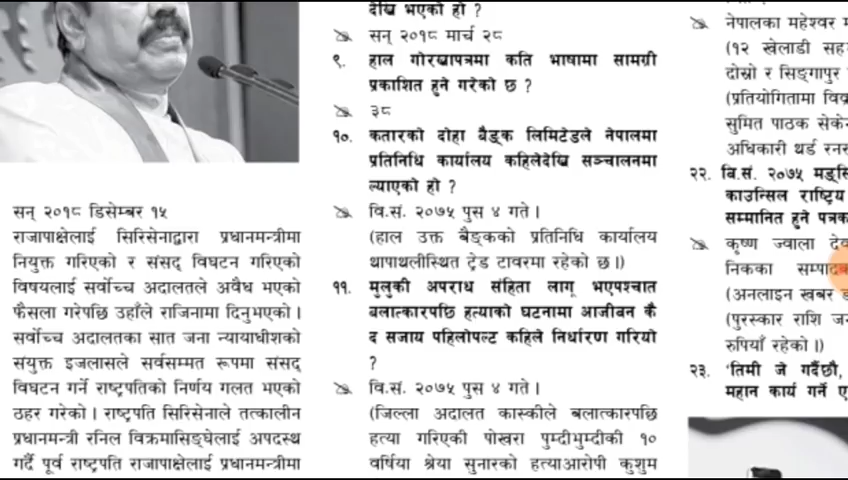 सन् २०१८ डिसेम्बर १५
राजापाक्षेलाई सिरिसेनाद्वारा प्रधानमन्त्रीमा
नियुक्त गरिएको र संसद् विघटन गरिएको
विषयलाई सर्वोच्च अदालतले अवैध भएको
फैसला गरेपछि उहाँले राजिनामा दिनुभएको ।
सर्वोच्च अदालतका सात जना न्यायाधीशको
संयुक्त इजलासले सर्वसम्मत रूपमा संसद्
विघटन गर्ने राष्ट्रपतिको निर्णय गलत भएको
ठहर गरेको । राष्ट्रपति सिरिसेनाले तत्कालीन
प्रधानमन्त्री रनिल विक्रमासिङ्घेलाई अपदस्थ
गर्दै पूर्व राष्ट्रपति राजापाक्षेलाई प्रधानमन्त्रीमा
देखि भएको हो ?
सन् २०१८ मार्च २८
९. हाल गोरखापत्रमा कति भाषामा सामग्री
प्रकाशित हुने गरेको छ ?
३८
१०. कतारको दोहा बैङ्क लिमिटेडले नेपालमा
प्रतिनिधि कार्यालय कहिलेदेखि सञ्चालनमा
ल्याएको हो ?
वि.सं. २०७५ पुस ४ गते ।
(हाल उक्त बैङ्कको प्रतिनिधि कार्यालय
थापाथलीस्थित ट्रेड टावरमा रहेको छ ।)
११. मुलुकी अपराध संहिता लागू भएपश्चात
बलात्कारपछि हत्याको घटनामा आजीबन कै
द सजाय पहिलोपल्ट कहिले निर्धारण गरियो
?
वि.सं. २०७५ पुस ४ गते ।
(जिल्ला अदालत कास्कीले बलात्कारपछि
हत्या गरिएकी पोखरा पुम्दीभुम्दीकी १०
वर्षिया श्रेया सुनारको हत्याआरोपी कुशुम
नेपालका महेश्वर
(१२ खेलाडी
दोस्रो र सिङ्गापुर
(प्रतियोगितामा
सुमित पाठक
अधिकारी थर्ड
२२. बि.सं. २०७५
काउन्सिल राष्ट्रिय
सम्मानित हुने
कृष्ण ज्वाला
निकका
(अनलाइन खबर
(पुरस्कार राशि
रुपियाँ रहेको ।)
२३. 'तिमी जे गर्दैछौ,
महान कार्य गर्ने